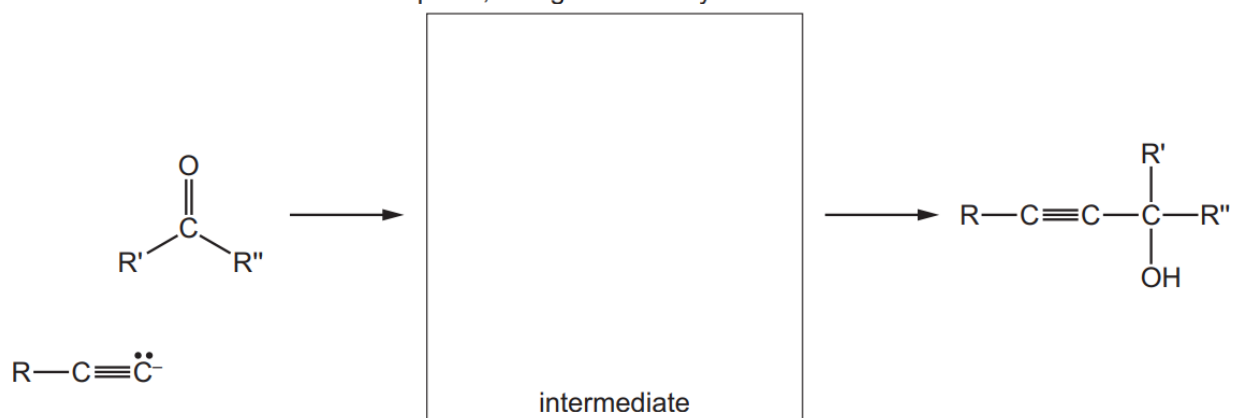 O
C
R' R"
R—C≡C̈–
intermediate
R'
R—C≡C—C—R"
OH